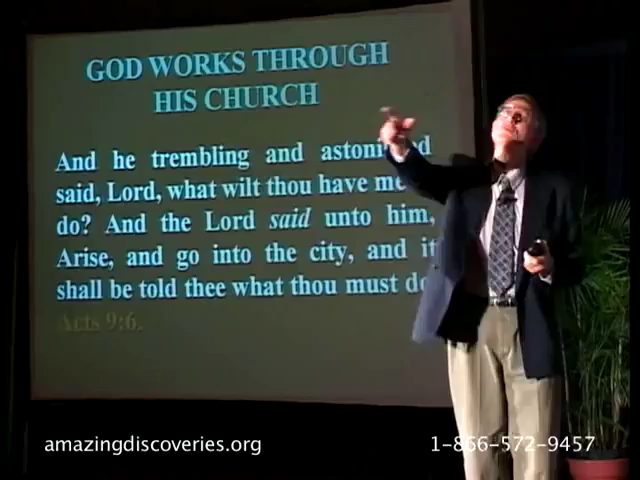 GOD WORKS THROUGH
HIS CHURCH
And he trembling and
said, Lord, what wilt thou have me
do? And the Lord said unto him,
Arise, and go into the city, and it
shall be told thee what thou must do
Acts 9:6.
amazingdiscoveries.org 1-866-572-9457